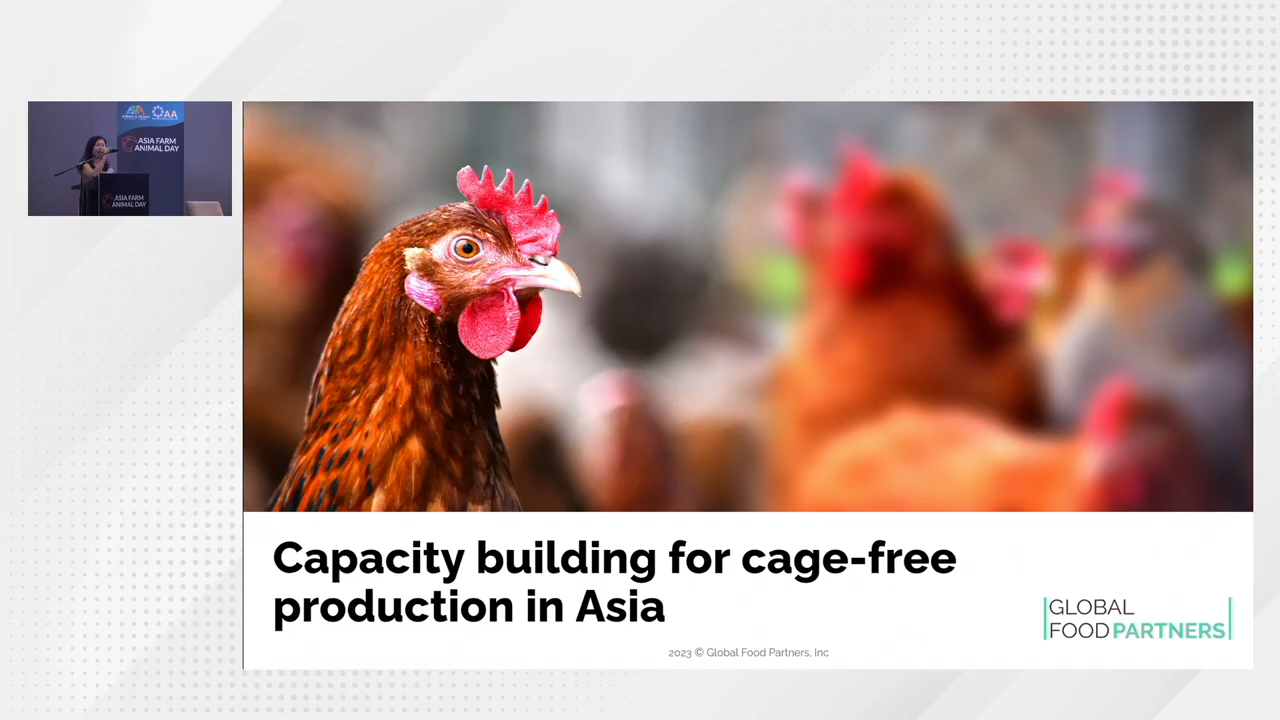 AA
ASIA FARM
ANIMAL DAY
ASIA FARM
ANIMAL DAY
Capacity building for cage-free
production in Asia
GLOBAL
FOOD PARTNERS
2023 © Global Food Partners, Inc